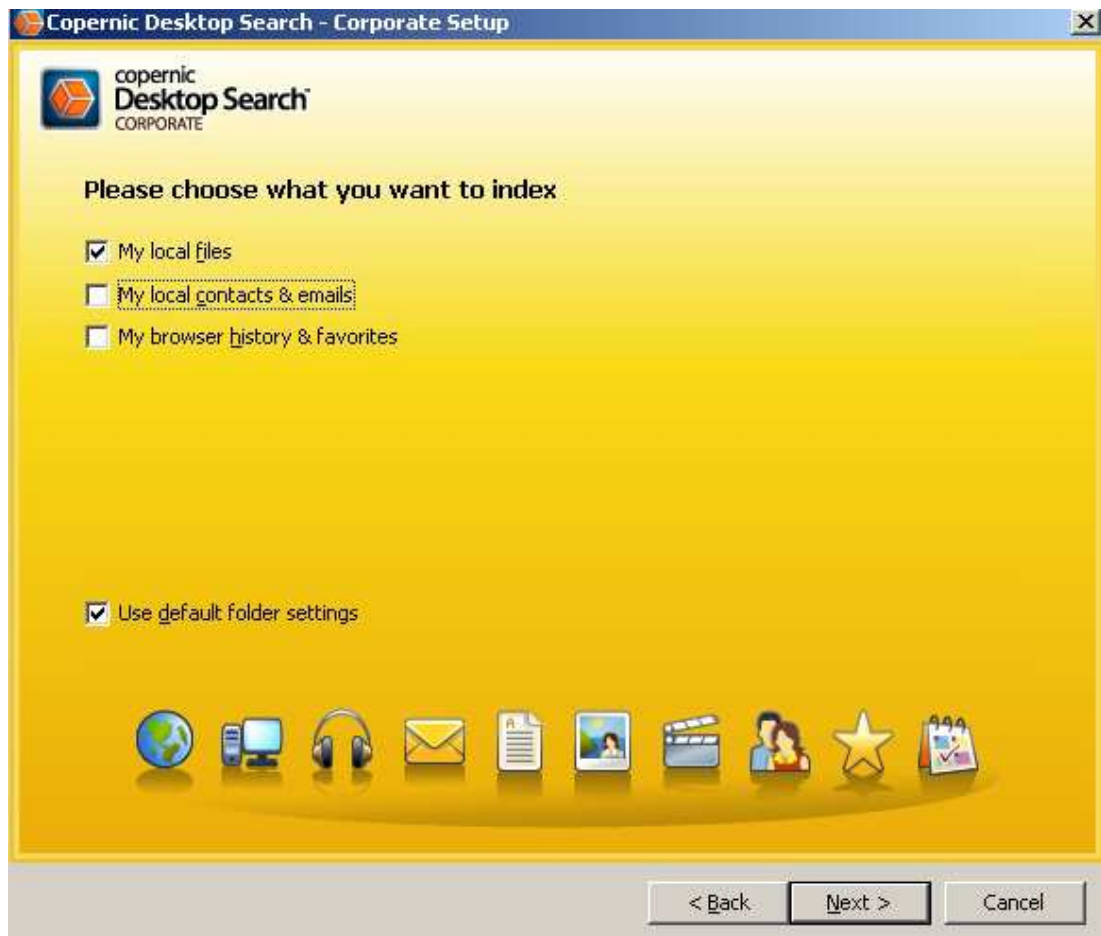 Copernic Desktop Search - Corporate Setup
copernic
Desktop Search™
CORPORATE
Please choose what you want to index
My local files
My local contacts & emails
My browser history & favorites
Use default folder settings
< Back
Next >
Cancel